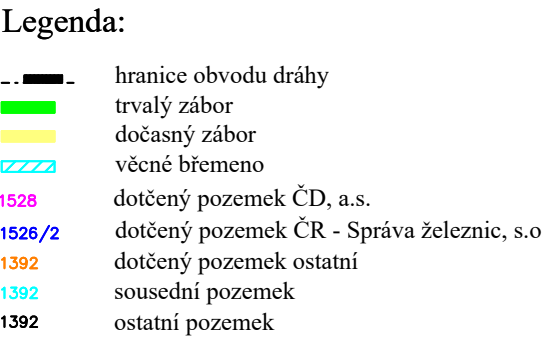 Legenda:
hranice obvodu dráhy
trvalý zábor
dočasný zábor
věcné břemeno
1528 dotčený pozemek ČD, a.s.
1526/2 dotčený pozemek ČR - Správa železnic, s.o
1392 dotčený pozemek ostatní
1392 sousední pozemek
1392 ostatní pozemek